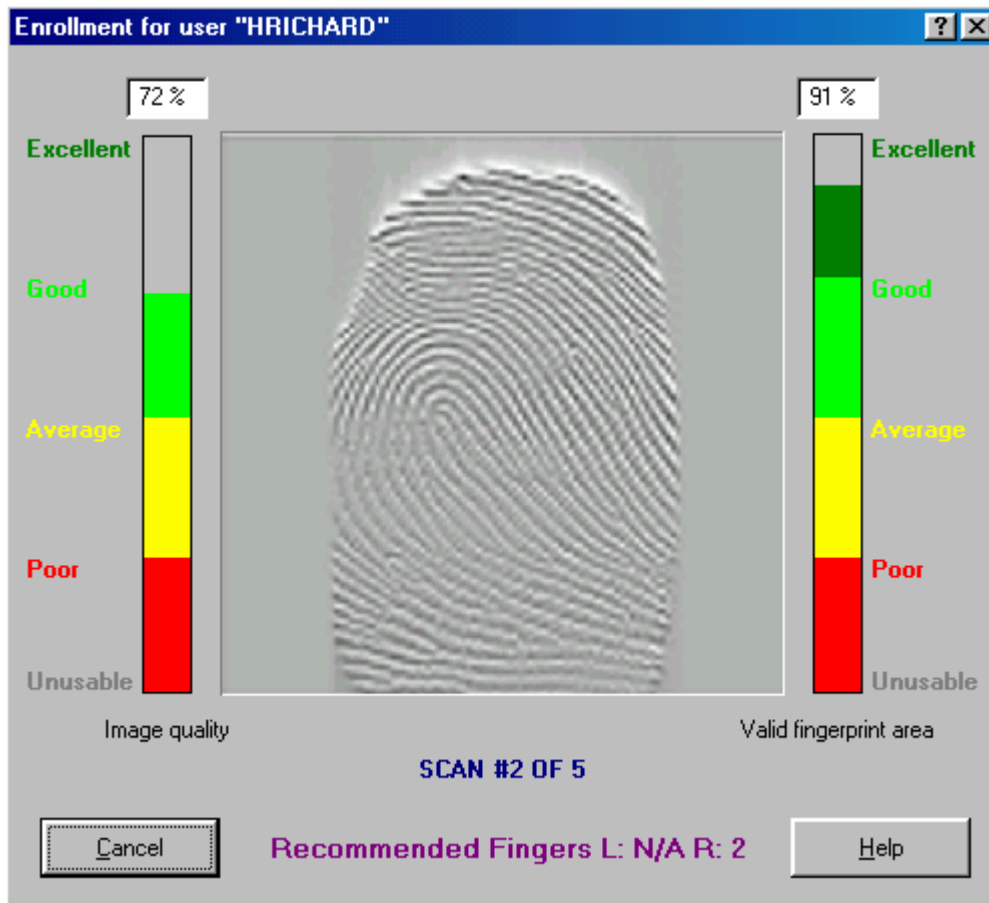 Enrollment for user "HRICHARD"
72 %
91 %
Excellent
Excellent
Good
Good
Average
Average
Poor
Poor
Unusable
Unusable
Image quality
Valid fingerprint area
SCAN #2 OF 5
Cancel
Recommended Fingers L: N/A R: 2
Help